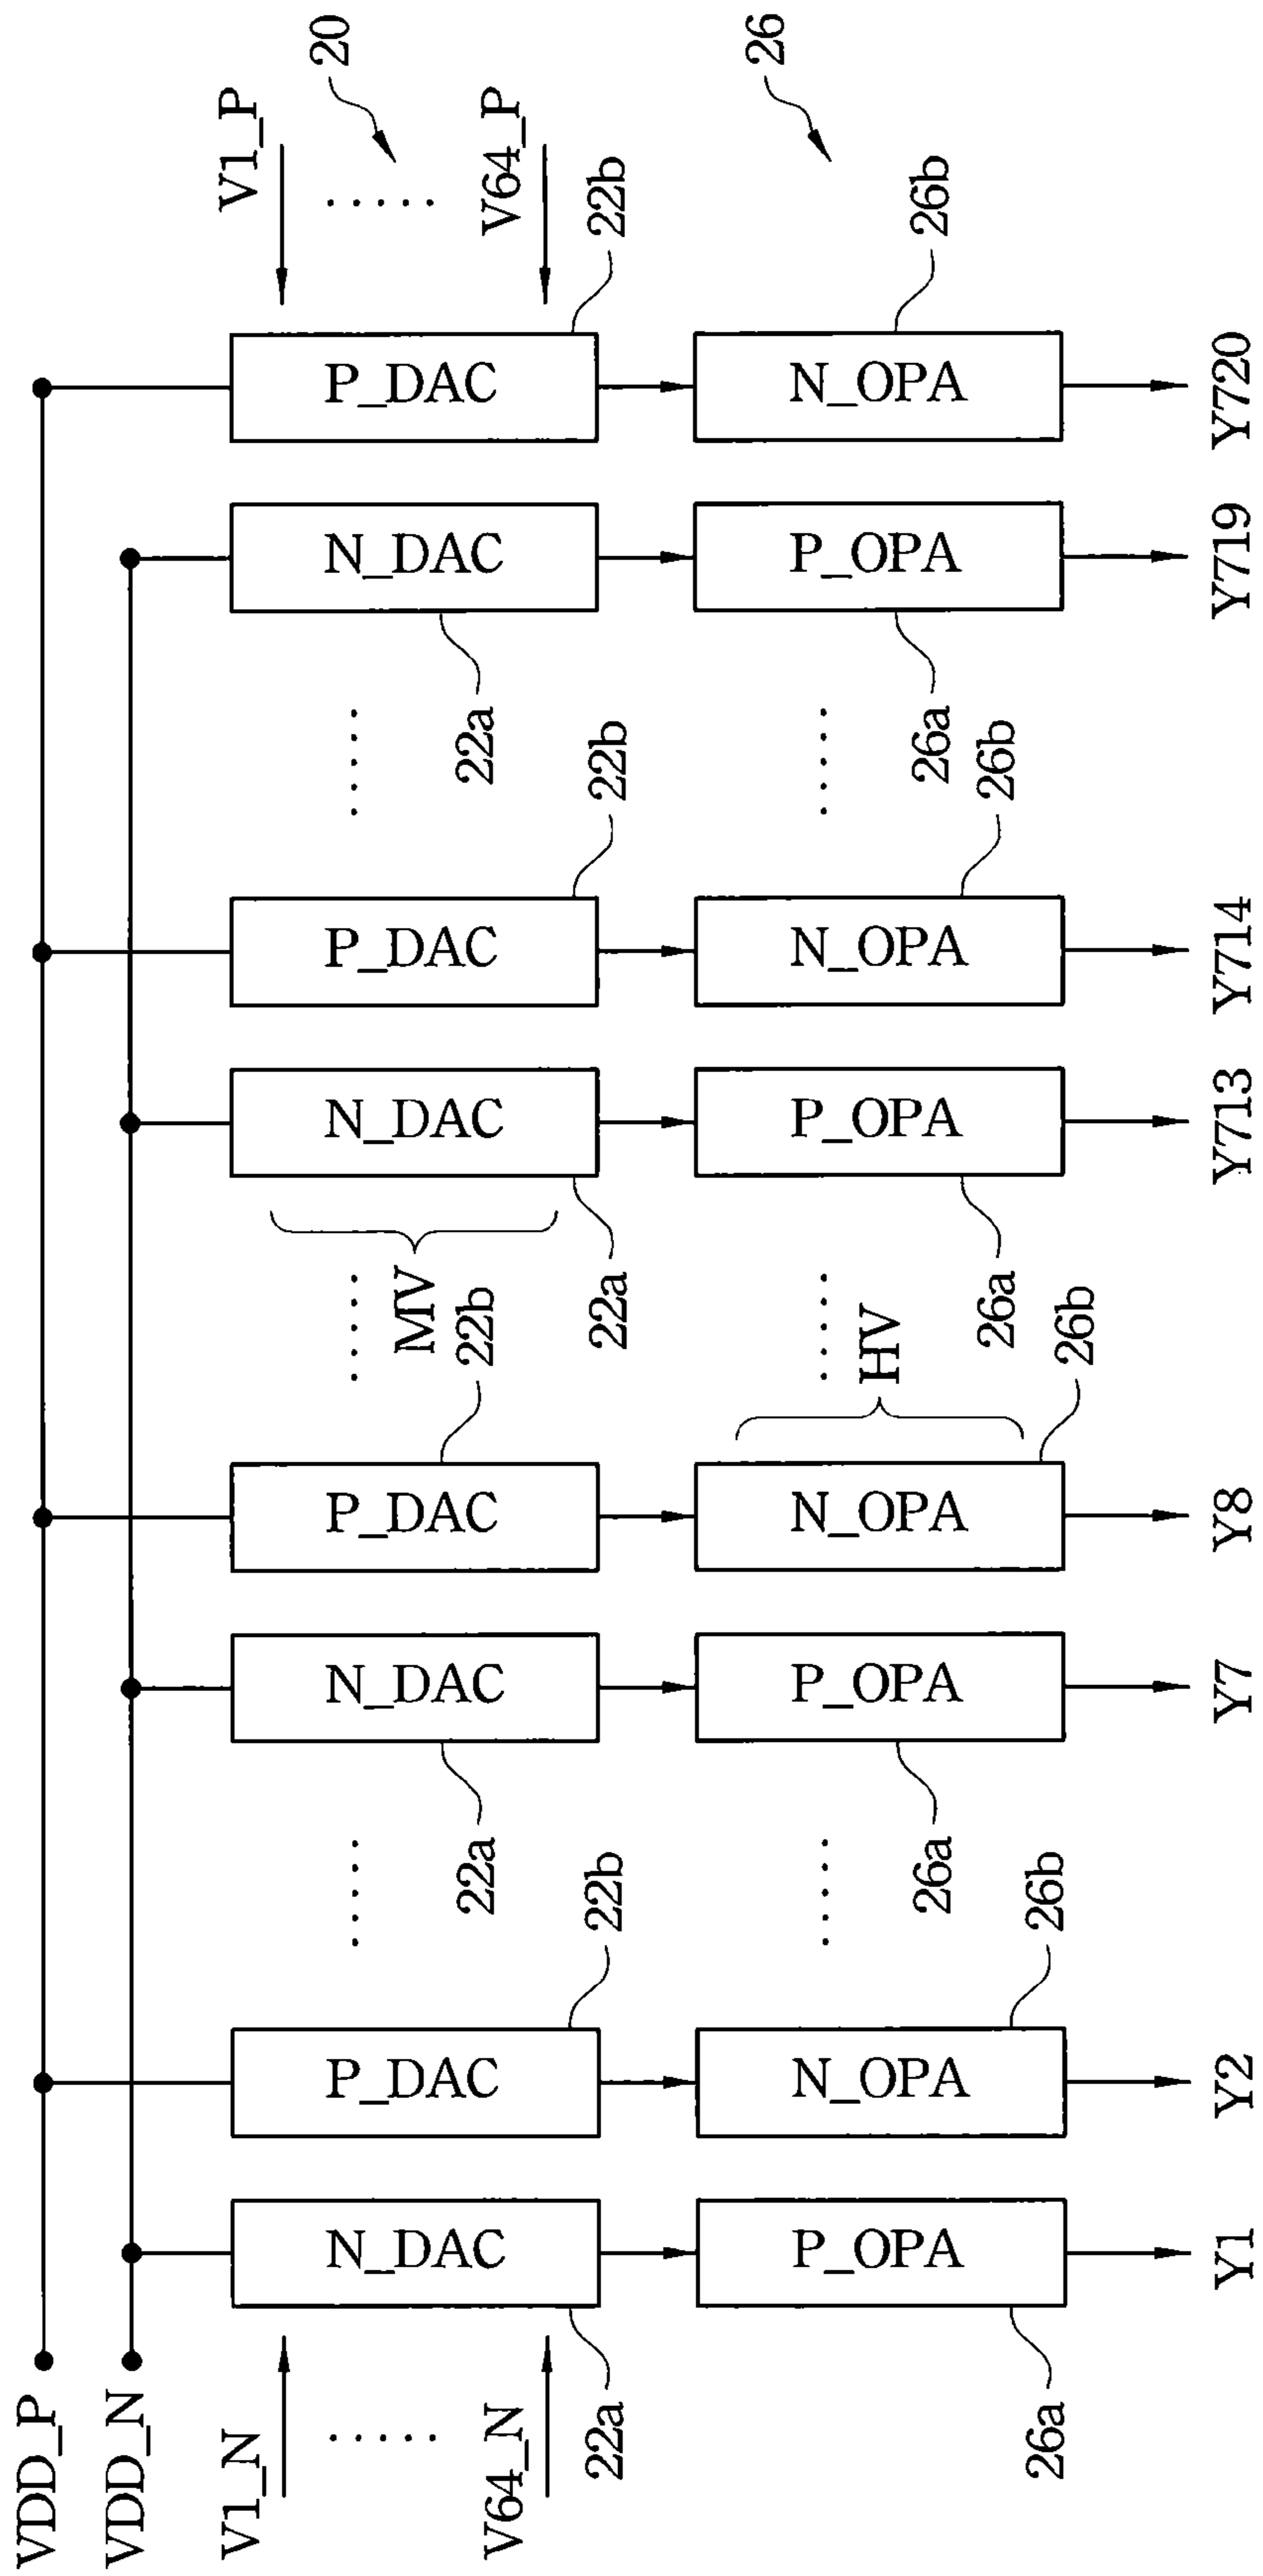 VDD_P
VDD_N
V1_N
V1_P
20
N_DAC
P_DAC
N_DAC
P_DAC
MV
N_DAC
P_DAC
N_DAC
P_DAC
V64_N
V64_P
22a
22b
22a
22a
22b
22a
22b
22b
26
P_OPA
N_OPA
P_OPA
N_OPA
HV
P_OPA
N_OPA
P_OPA
N_OPA
26a
26a
26b
26a
26b
26a
26b
26b
Y1
Y2
Y7
Y8
Y713
Y714
Y719
Y720